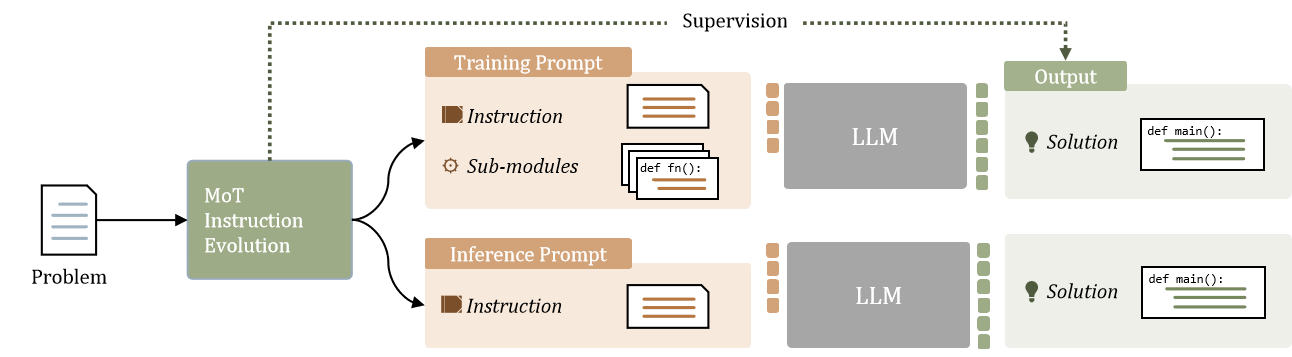 Supervision
Training Prompt
Instruction
Sub-modules
def fn():
LLM
Output
Solution
def main():
MoT
Instruction
Evolution
Problem
Inference Prompt
Instruction
LLM
Solution
def main():